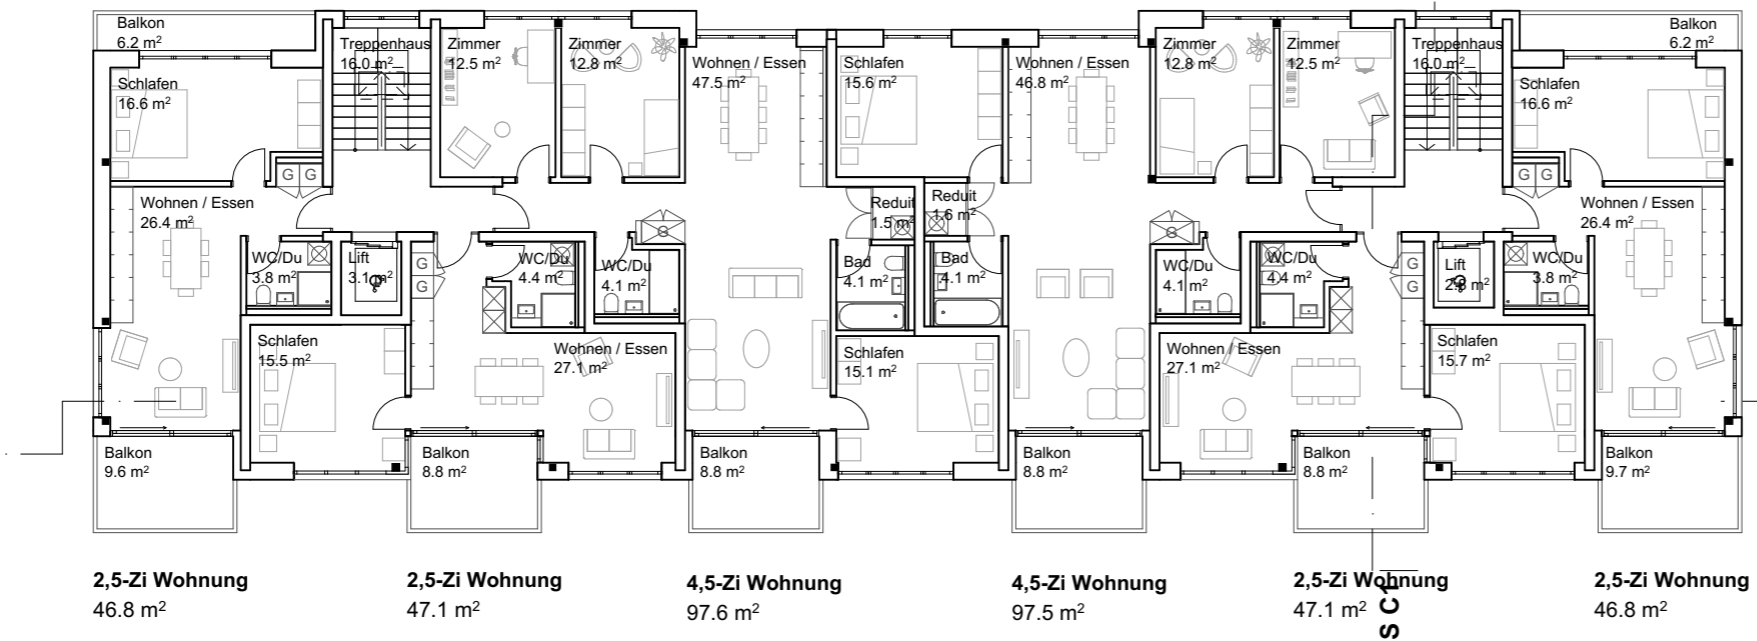 Balkon
6.2 m²
Schlafen
16.6 m²
Treppenhaus
16.0 m²
Zimmer
12.5 m²
Zimmer
12.8 m²
Wohnen / Essen
47.5 m²
Schlafen
15.6 m²
Wohnen / Essen
46.8 m²
Zimmer
12.8 m²
Zimmer
12.5 m²
Treppenhaus
16.0 m²
Balkon
6.2 m²
Schlafen
16.6 m²
G G
Wohnen / Essen
26.4 m²
Reduit
1.5 m²
Reduit
1.6 m²
G G
Wohnen / Essen
26.4 m²
G
G
WC/Du
3.8 m²
Lift
3.1 m²
G
G
WC/Du
4.4 m²
WC/Du
4.1 m²
Bad
4.1 m²
Bad
4.1 m²
WC/Du
4.1 m²
WC/Du
4.4 m²
G
G
Lift
WC/Du
3.8 m²
Schlafen
15.5 m²
Wohnen / Essen
27.1 m²
Schlafen
15.1 m²
Wohnen / Essen
27.1 m²
Schlafen
15.7 m²
Balkon
9.6 m²
Balkon
8.8 m²
Balkon
8.8 m²
Balkon
8.8 m²
Balkon
8.8 m²
Balkon
9.7 m²
2,5-Zi Wohnung
46.8 m²
2,5-Zi Wohnung
47.1 m²
4,5-Zi Wohnung
97.6 m²
4,5-Zi Wohnung
97.5 m²
2,5-Zi Wohnung
47.1 m²
2,5-Zi Wohnung
46.8 m²